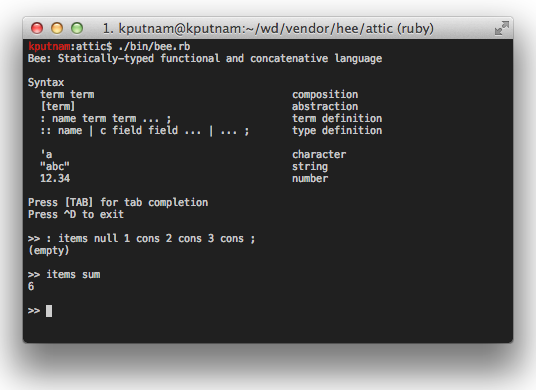 1. kputnam@kputnam:~/wd/vendor/hee/attic (ruby)
kputnam:attic$ ./bin/bee.rb
Bee: Statically-typed functional and concatenative language
Syntax
term term composition
[term] abstraction
: name term term ... ; term definition
:: name | c field field ... | ... ; type definition
'a character
"abc" string
12.34 number
Press [TAB] for tab completion
Press ^D to exit
>> : items null 1 cons 2 cons 3 cons ;
(empty)
>> items sum
6
>>